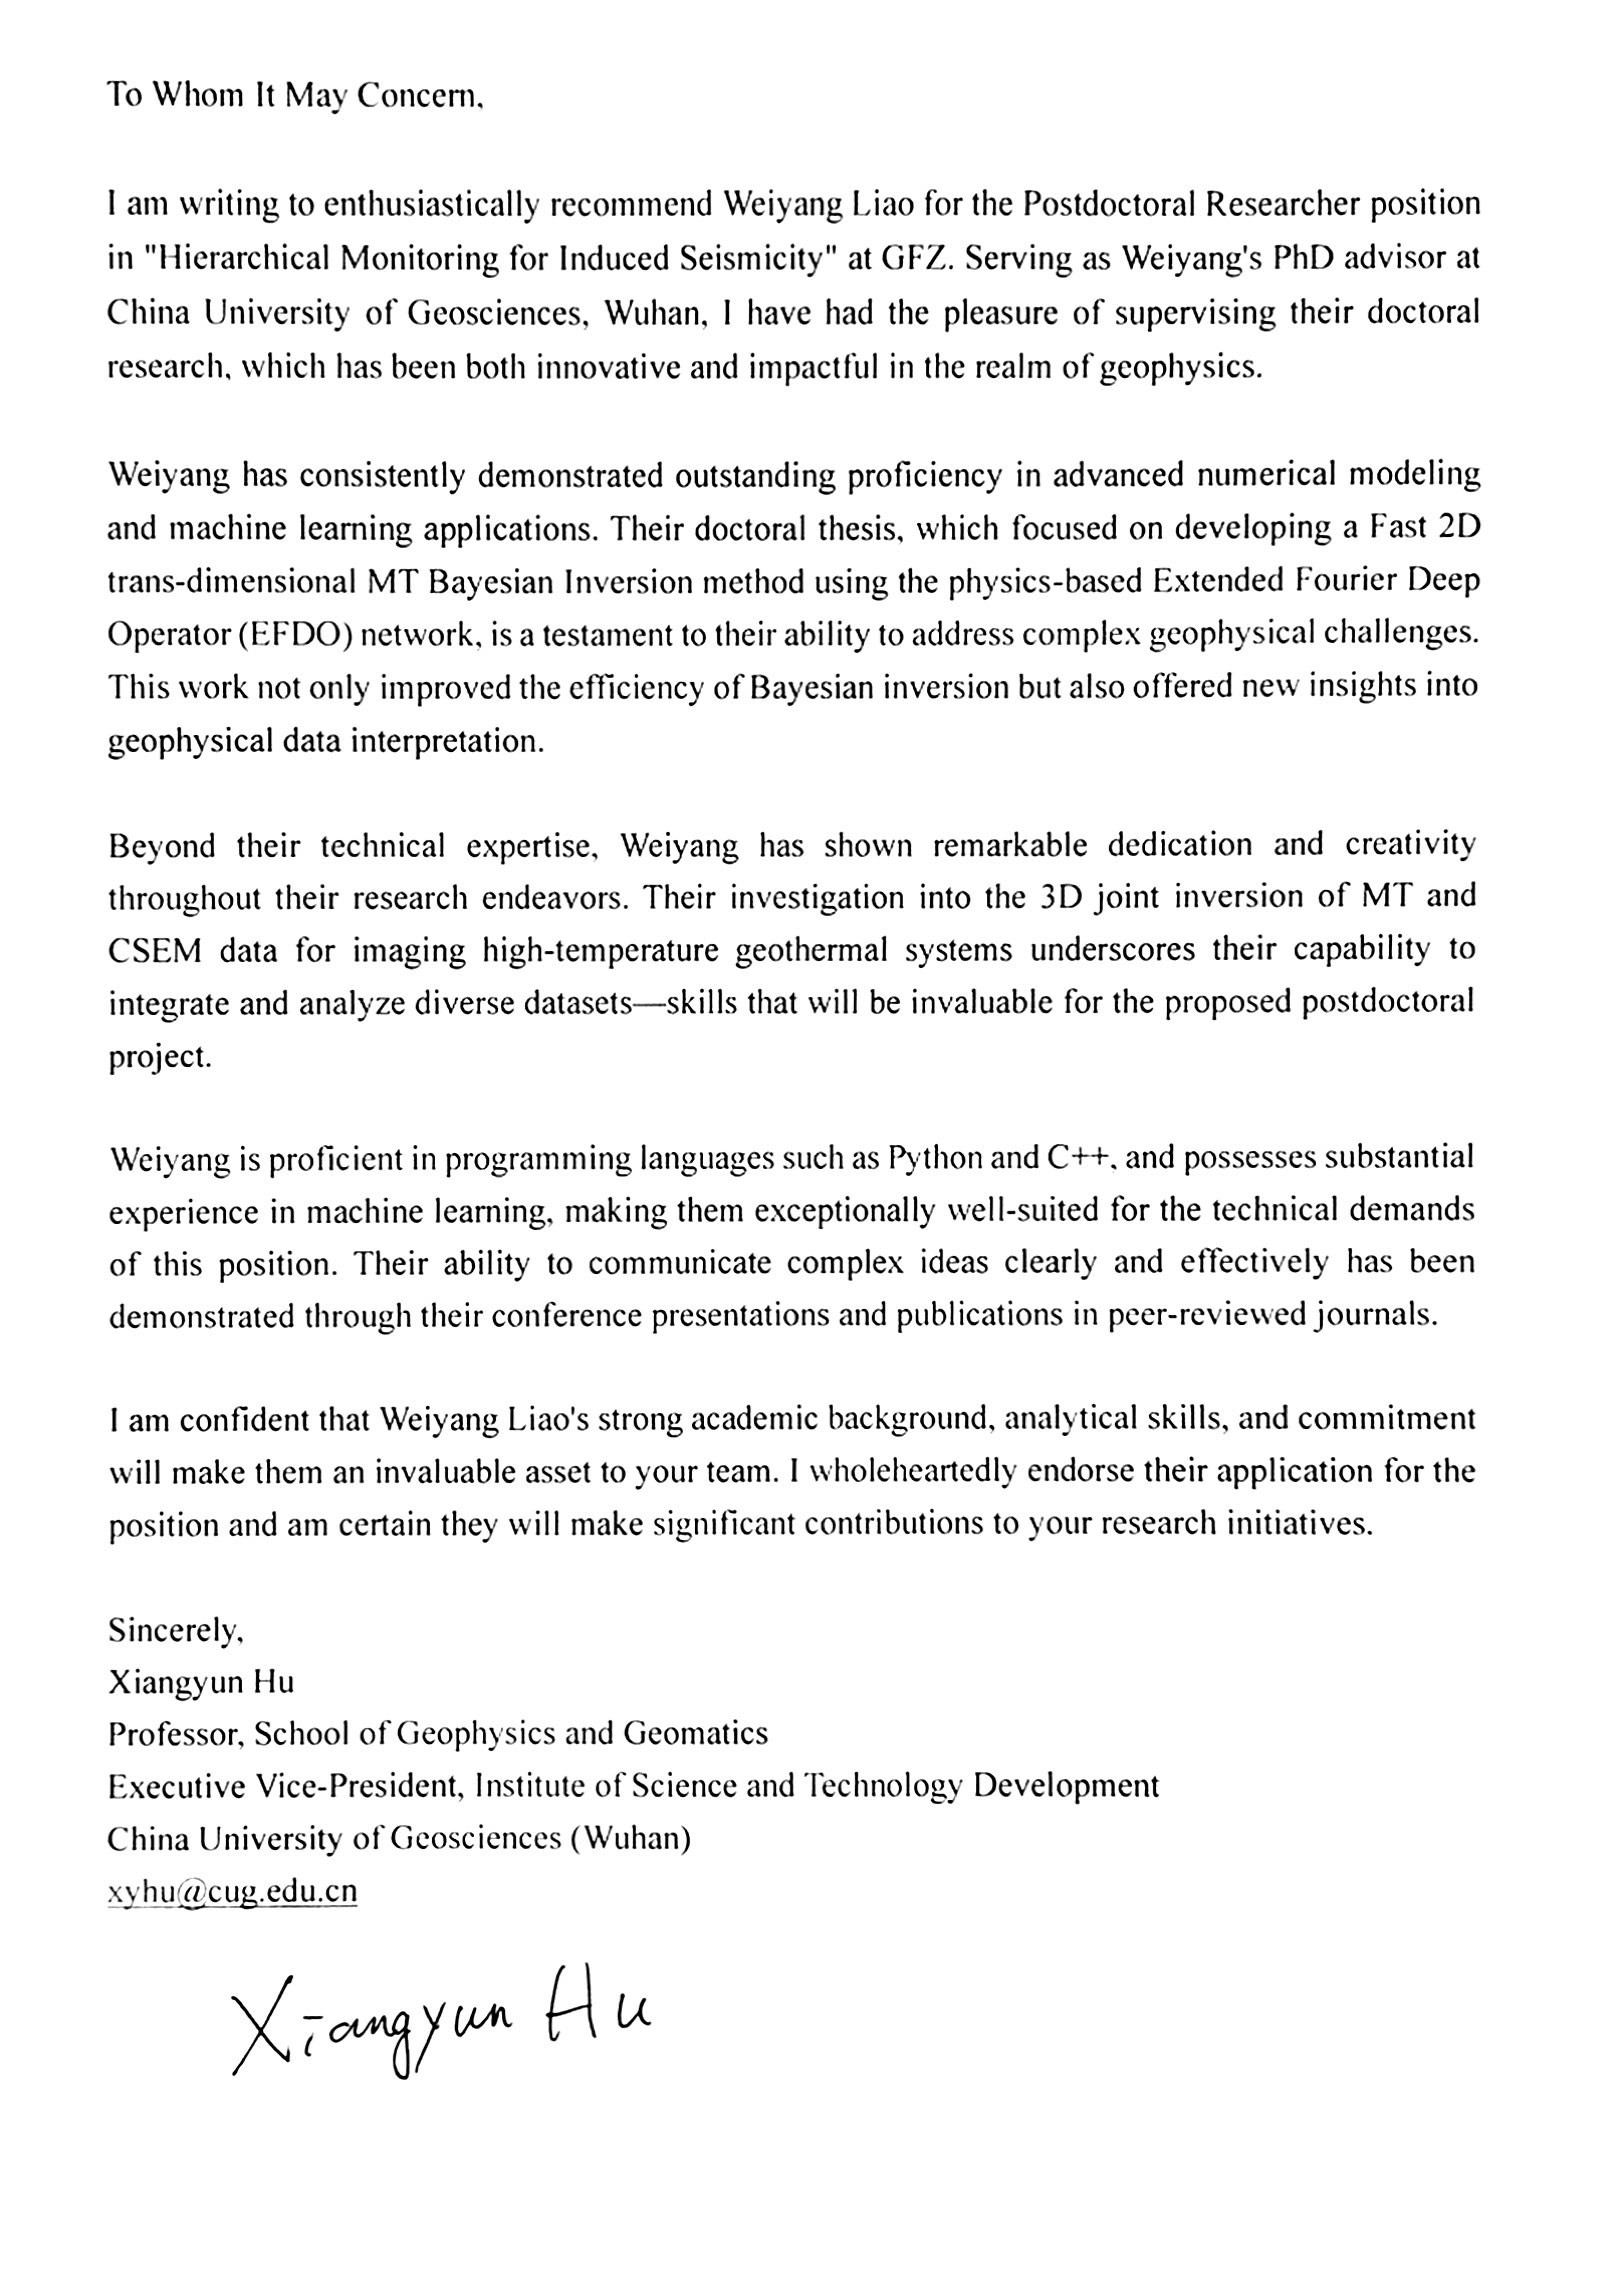 To Whom It May Concern,
I am writing to enthusiastically recommend Weiyang Liao for the Postdoctoral Researcher position
in "Hierarchical Monitoring for Induced Seismicity" at GFZ. Serving as Weiyang's PhD advisor at
China University of Geosciences, Wuhan, I have had the pleasure of supervising their doctoral
research, which has been both innovative and impactful in the realm of geophysics.
Weiyang has consistently demonstrated outstanding proficiency in advanced numerical modeling
and machine learning applications. Their doctoral thesis, which focused on developing a Fast 2D
trans-dimensional MT Bayesian Inversion method using the physics-based Extended Fourier Deep
Operator (EFDO) network, is a testament to their ability to address complex geophysical challenges.
This work not only improved the efficiency of Bayesian inversion but also offered new insights into
geophysical data interpretation.
Beyond their technical expertise, Weiyang has shown remarkable dedication and creativity
throughout their research endeavors. Their investigation into the 3D joint inversion of MT and
CSEM data for imaging high-temperature geothermal systems underscores their capability to
integrate and analyze diverse datasets—skills that will be invaluable for the proposed postdoctoral
project.
Weiyang is proficient in programming languages such as Python and C++, and possesses substantial
experience in machine learning, making them exceptionally well-suited for the technical demands
of this position. Their ability to communicate complex ideas clearly and effectively has been
demonstrated through their conference presentations and publications in peer-reviewed journals.
I am confident that Weiyang Liao's strong academic background, analytical skills, and commitment
will make them an invaluable asset to your team. I wholeheartedly endorse their application for the
position and am certain they will make significant contributions to your research initiatives.
Sincerely,
Xiangyun Hu
Professor, School of Geophysics and Geomatics
Executive Vice-President, Institute of Science and Technology Development
China University of Geosciences (Wuhan)
xyhu@cug.edu.cn
Xiangyun Hu